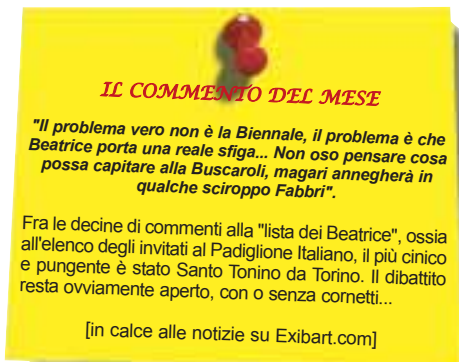 IL COMMENTO DEL MESE
"Il problema vero non è la Biennale, il problema è che
Beatrice porta una reale sfiga... Non oso pensare cosa
possa capitare alla Buscaroli, magari annegherà in
qualche sciroppo Fabbri".
Fra le decine di commenti alla "lista dei Beatrice", ossia
all'elenco degli invitati al Padiglione Italiano, il più cinico
e pungente è stato Santo Tonino da Torino. Il dibattito
resta ovviamente aperto, con o senza cornetti...
[in calce alle notizie su Exibart.com]